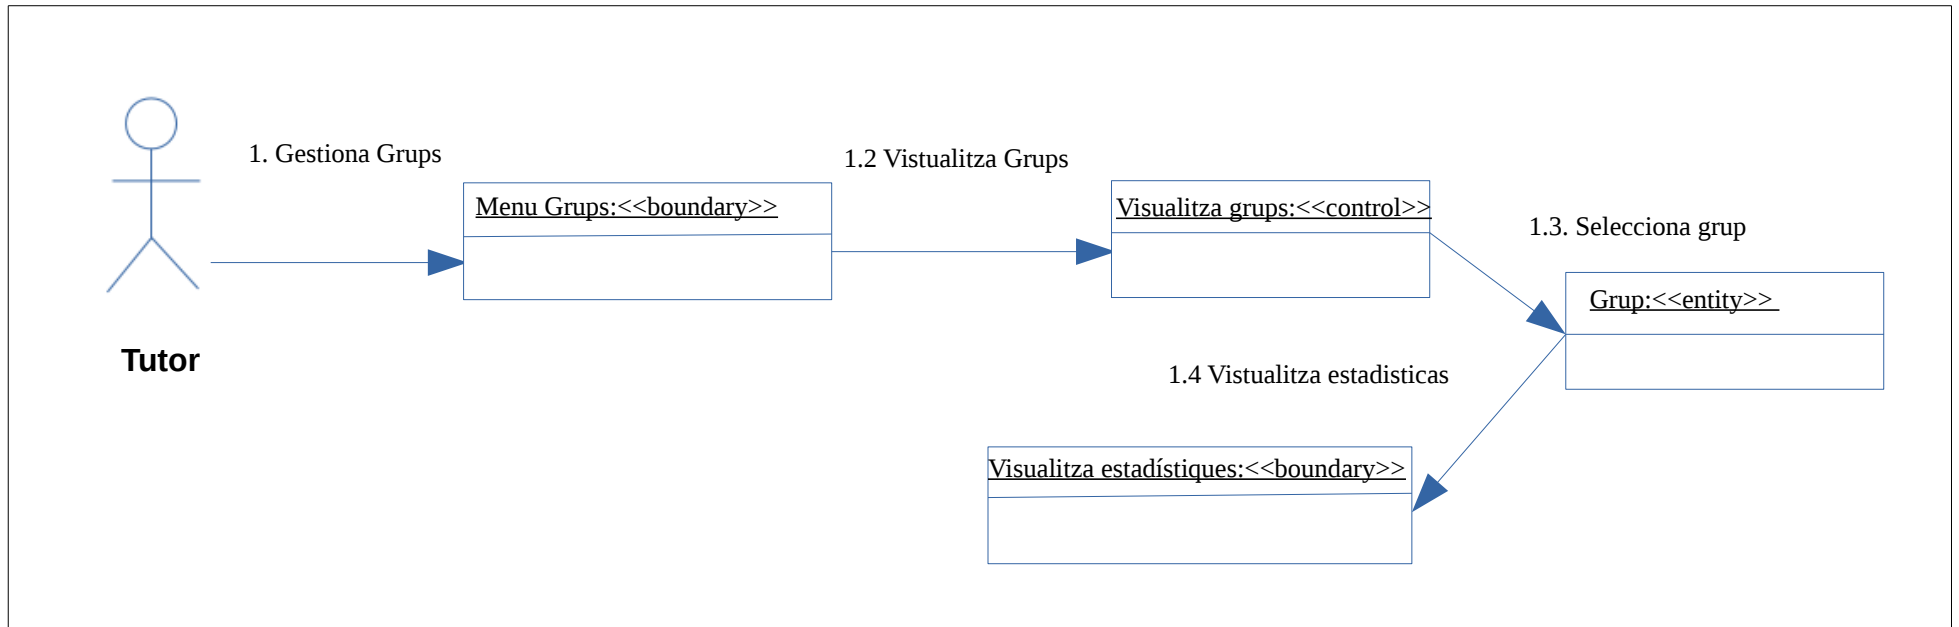 1. Gestiona Grups
1.2 Vistualitza Grups
Menu Grups:<<boundary>>
Visualitza grups:<<control>>
1.3. Selecciona grup
Grup:<<entity>>
Tutor
1.4 Vistualitza estadisticas
Visualitza estadístiques:<<boundary>>